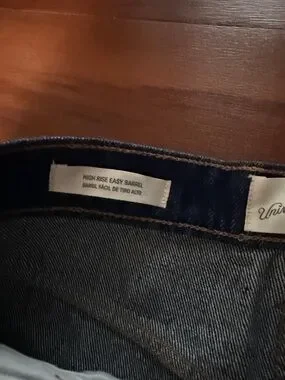 HIGH RISE EASY BARREL
BARRIL FÁCIL DE TIRO ALTO